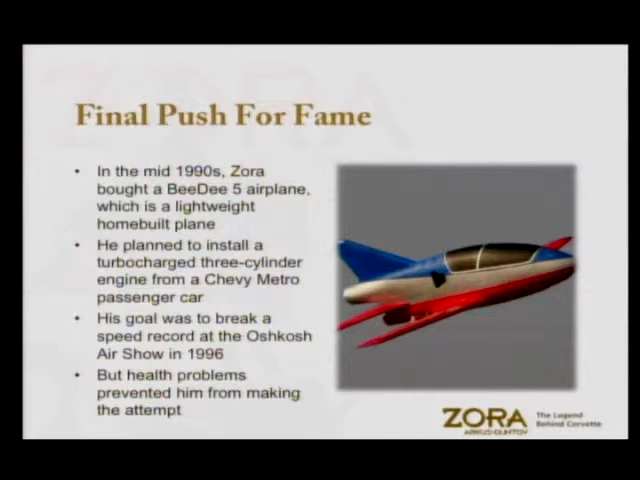 Final Push For Fame
• In the mid 1990s, Zora
bought a BeeDee 5 airplane,
which is a lightweight
homebuilt plane
• He planned to install a
turbocharged three-cylinder
engine from a Chevy Metro
passenger car
• His goal was to break a
speed record at the Oshkosh
Air Show in 1996
• But health problems
prevented him from making
the attempt
ZORA
ARKUS-DUNTOV
The Legend
Behind Corvette